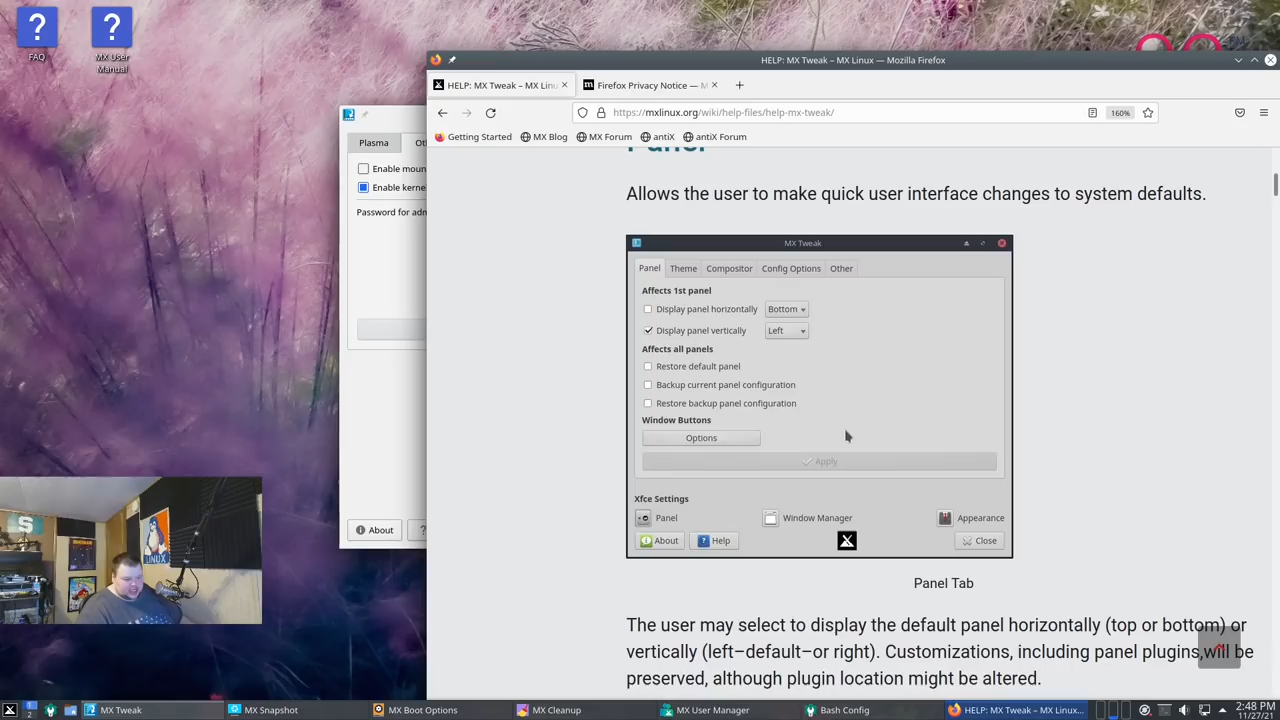 FAQ
MX User
Manual
HELP: MX Tweak – MX Linux — Mozilla Firefox
HELP: MX Tweak – MX Linu
Firefox Privacy Notice — M
https://mxlinux.org/wiki/help-files/help-mx-tweak/
160%
Getting Started
MX Blog
MX Forum
antiX
antiX Forum
Plasma
Ot
Enable moun
Enable kerne
Password for adm
About
Panel
Allows the user to make quick user interface changes to system defaults.
MX Tweak
Panel
Theme
Compositor
Config Options
Other
Affects 1st panel
Display panel horizontally
Bottom
Display panel vertically
Left
Affects all panels
Restore default panel
Backup current panel configuration
Restore backup panel configuration
Window Buttons
Options
Apply
Xfce Settings
Panel
Window Manager
Appearance
About
Help
Close
Panel Tab
The user may select to display the default panel horizontally (top or bottom) or
vertically (left–default–or right). Customizations, including panel plugins,will be
preserved, although plugin location might be altered.
LINUX
MX Tweak
MX Snapshot
MX Boot Options
MX Cleanup
MX User Manager
Bash Config
HELP: MX Tweak – MX Linux...
2:48 PM
11/27/21